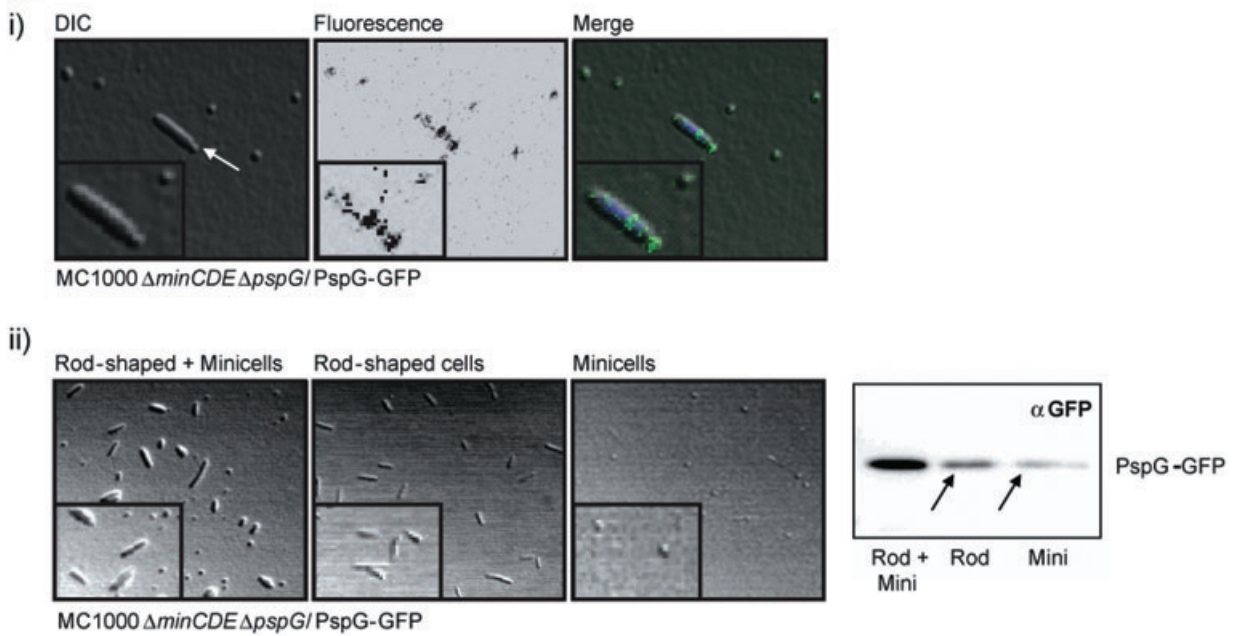 i)
DIC Fluorescence Merge
MC1000 ΔminCDE ΔpspG/ PspG-GFP
ii)
Rod-shaped + Minicells Rod-shaped cells Minicells
α GFP
PspG-GFP
Rod + Rod Mini
Mini
MC1000 ΔminCDE ΔpspG/ PspG-GFP